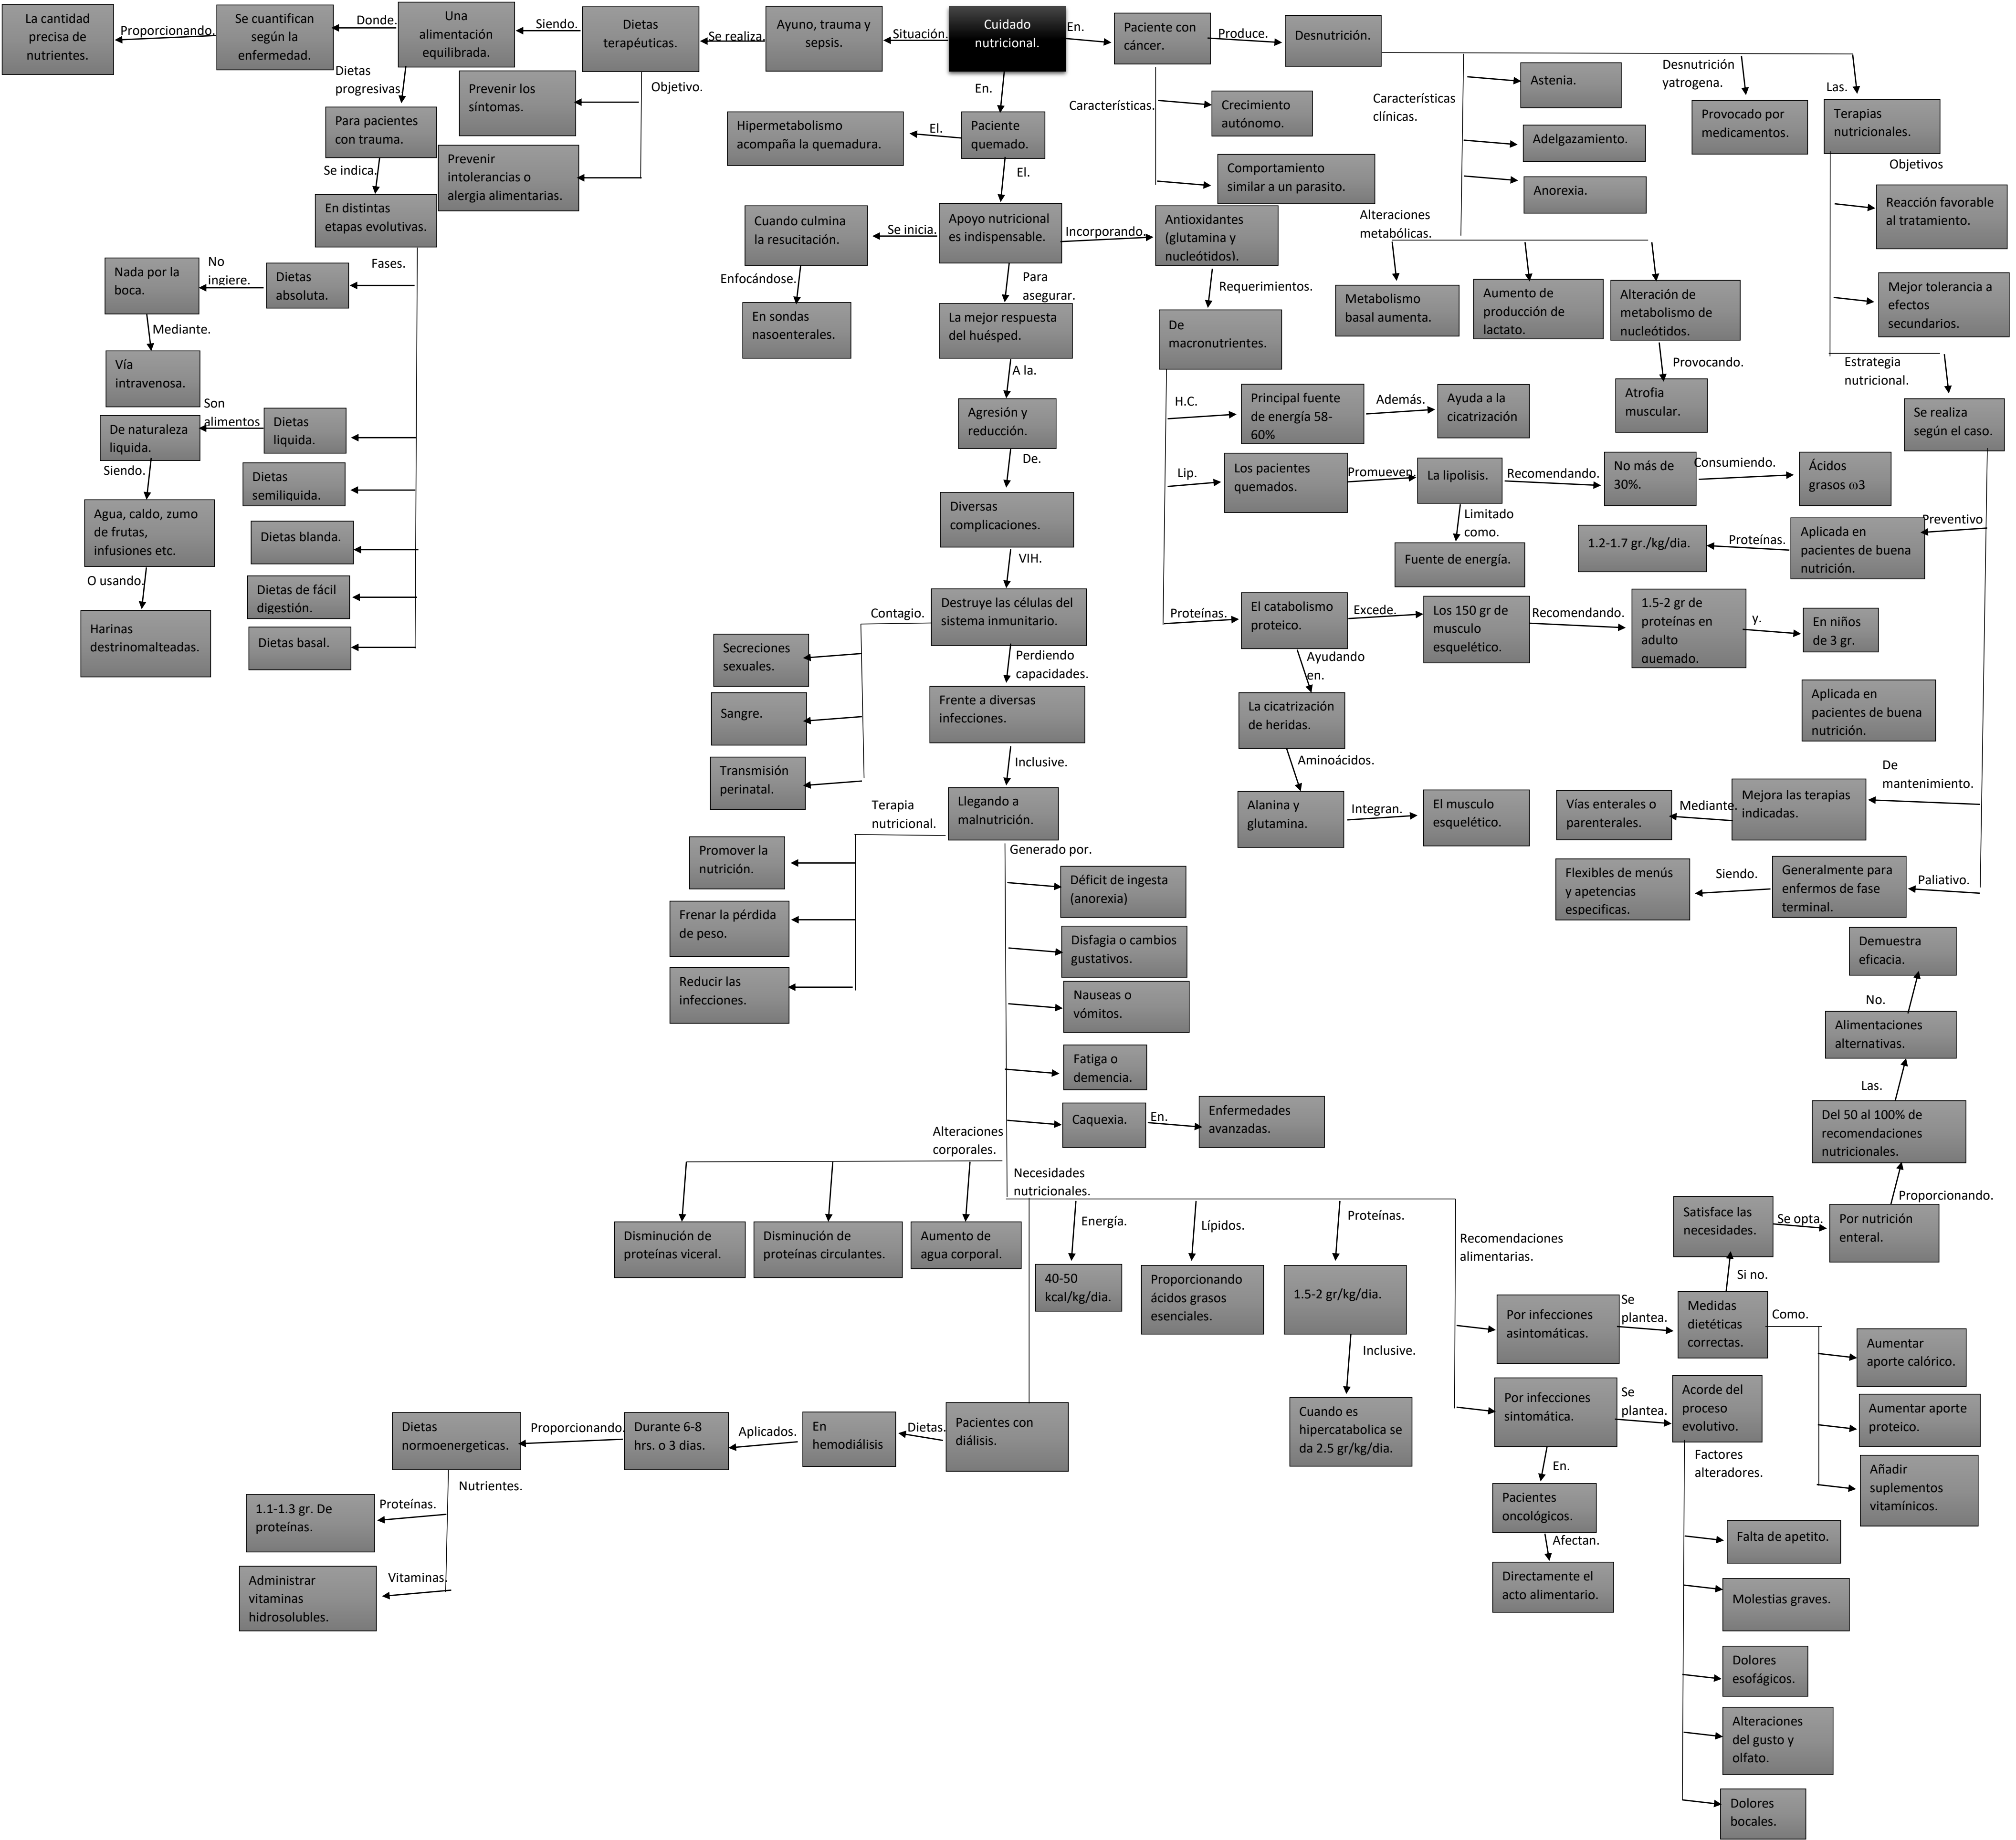 La cantidad
precisa de
nutrientes.
Proporcionando.
Se cuantifican
según la
enfermedad.
Donde.
Una
alimentación
equilibrada.
Siendo.
Dietas
terapéuticas.
Se realiza.
Ayuno, trauma y
sepsis.
Situación.
Cuidado
nutricional.
En.
Paciente con
cáncer.
Produce.
Desnutrición.
Dietas
progresivas
Para pacientes
con trauma.
Se indica.
En distintas
etapas evolutivas.
Objetivo.
Prevenir los
síntomas.
Prevenir
intolerancias o
alergia alimentarias.
Fases.
Dietas
absoluta.
No
ingiere.
Nada por la
boca.
Mediante.
Vía
intravenosa.
Dietas
liquida.
Son
alimentos
De naturaleza
liquida.
Siendo.
Agua, caldo, zumo
de frutas,
infusiones etc.
O usando.
Harinas
destrinomalteadas.
Dietas
semiliquida.
Dietas blanda.
Dietas de fácil
digestión.
Dietas basal.
En.
Paciente
quemado.
El.
Hipermetabolismo
acompaña la quemadura.
El.
Apoyo nutricional
es indispensable.
Se inicia.
Cuando culmina
la resucitación.
Enfocándose.
En sondas
nasoenterales.
Incorporando.
Antioxidantes
(glutamina y
nucleótidos).
Para
asegurar.
La mejor respuesta
del huésped.
A la.
Agresión y
reducción.
De.
Diversas
complicaciones.
VIH.
Destruye las células del
sistema inmunitario.
Contagio.
Secreciones
sexuales.
Sangre.
Transmisión
perinatal.
Perdiendo
capacidades.
Frente a diversas
infecciones.
Inclusive.
Llegando a
malnutrición.
Terapia
nutricional.
Promover la
nutrición.
Frenar la pérdida
de peso.
Reducir las
infecciones.
Generado por.
Déficit de ingesta
(anorexia)
Disfagia o cambios
gustativos.
Nauseas o
vómitos.
Fatiga o
demencia.
Caquexia.
En.
Enfermedades
avanzadas.
Alteraciones
corporales.
Disminución de
proteínas viceral.
Disminución de
proteínas circulantes.
Aumento de
agua corporal.
Necesidades
nutricionales.
Energía.
40-50
kcal/kg/dia.
Lípidos.
Proporcionando
ácidos grasos
esenciales.
Proteínas.
1.5-2 gr/kg/dia.
Inclusive.
Cuando es
hipercatabolica se
da 2.5 gr/kg/dia.
Pacientes con
diálisis.
Dietas.
En
hemodiálisis
Aplicados.
Durante 6-8
hrs. o 3 dias.
Proporcionando.
Dietas
normoenergeticas.
Nutrientes.
Proteínas.
1.1-1.3 gr. De
proteínas.
Vitaminas.
Administrar
vitaminas
hidrosolubles.
Características.
Crecimiento
autónomo.
Comportamiento
similar a un parasito.
Requerimientos.
De
macronutrientes.
H.C.
Principal fuente
de energía 58-
60%
Además.
Ayuda a la
cicatrización
Lip.
Los pacientes
quemados.
Promueven.
La lipolisis.
Recomendando.
No más de
30%.
Consumiendo.
Ácidos
grasos ω3
Limitado
como.
Fuente de energía.
Proteínas.
El catabolismo
proteico.
Excede.
Los 150 gr de
musculo
esquelético.
Recomendando.
1.5-2 gr de
proteínas en
adulto
quemado.
y.
En niños
de 3 gr.
Ayudando
en.
La cicatrización
de heridas.
Aminoácidos.
Alanina y
glutamina.
Integran.
El musculo
esquelético.
Características
clínicas.
Astenia.
Adelgazamiento.
Anorexia.
Alteraciones
metabólicas.
Metabolismo
basal aumenta.
Aumento de
producción de
lactato.
Alteración de
metabolismo de
nucleótidos.
Provocando.
Atrofia
muscular.
Desnutrición
yatrogena.
Provocado por
medicamentos.
Las.
Terapias
nutricionales.
Objetivos
Reacción favorable
al tratamiento.
Mejor tolerancia a
efectos
secundarios.
Estrategia
nutricional.
Se realiza
según el caso.
Preventivo
Aplicada en
pacientes de buena
nutrición.
Proteínas.
1.2-1.7 gr./kg/dia.
Aplicada en
pacientes de buena
nutrición.
De
mantenimiento.
Mejora las terapias
indicadas.
Mediante.
Vías enterales o
parenterales.
Paliativo.
Generalmente para
enfermos de fase
terminal.
Siendo.
Flexibles de menús
y apetencias
especificas.
Demuestra
eficacia.
No.
Alimentaciones
alternativas.
Las.
Del 50 al 100% de
recomendaciones
nutricionales.
Proporcionando.
Por nutrición
enteral.
Se opta.
Satisface las
necesidades.
Si no.
Recomendaciones
alimentarias.
Por infecciones
asintomáticas.
Se
plantea.
Medidas
dietéticas
correctas.
Como.
Aumentar
aporte calórico.
Aumentar aporte
proteico.
Añadir
suplementos
vitamínicos.
Por infecciones
sintomática.
Se
plantea.
Acorde del
proceso
evolutivo.
En.
Pacientes
oncológicos.
Afectan.
Directamente el
acto alimentario.
Factores
alteradores.
Falta de apetito.
Molestias graves.
Dolores
esofágicos.
Alteraciones
del gusto y
olfato.
Dolores
bocales.